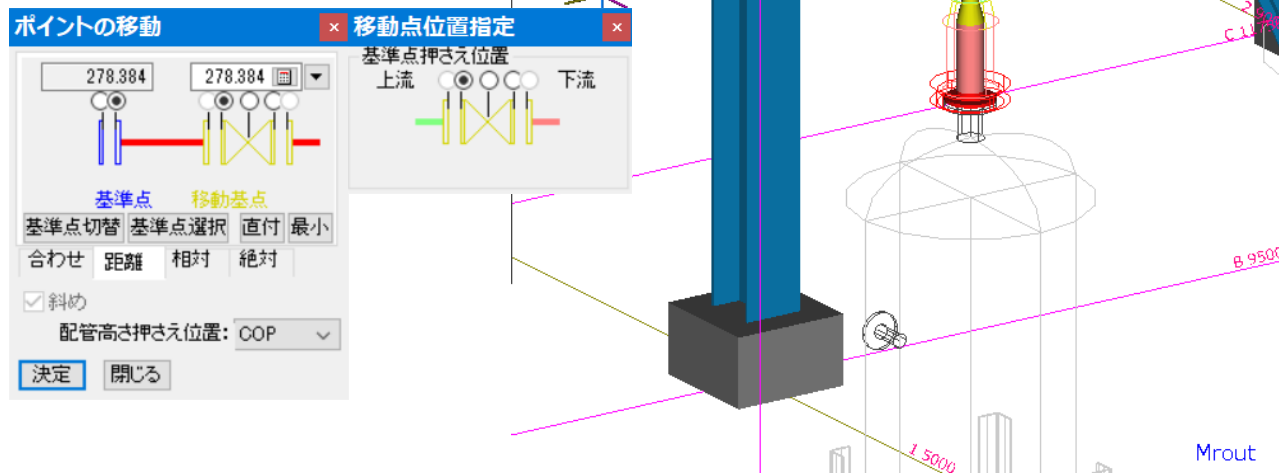 ポイントの移動
278.384
278.384
基準点
移動基点
基準点切替
基準点選択
直付
最小
合わせ
距離
相対
絶対
斜め
配管高さ押さえ位置:
COP
決定
閉じる
移動点位置指定
基準点押さえ位置
上流
下流
B 9500
1 5000
Mrout